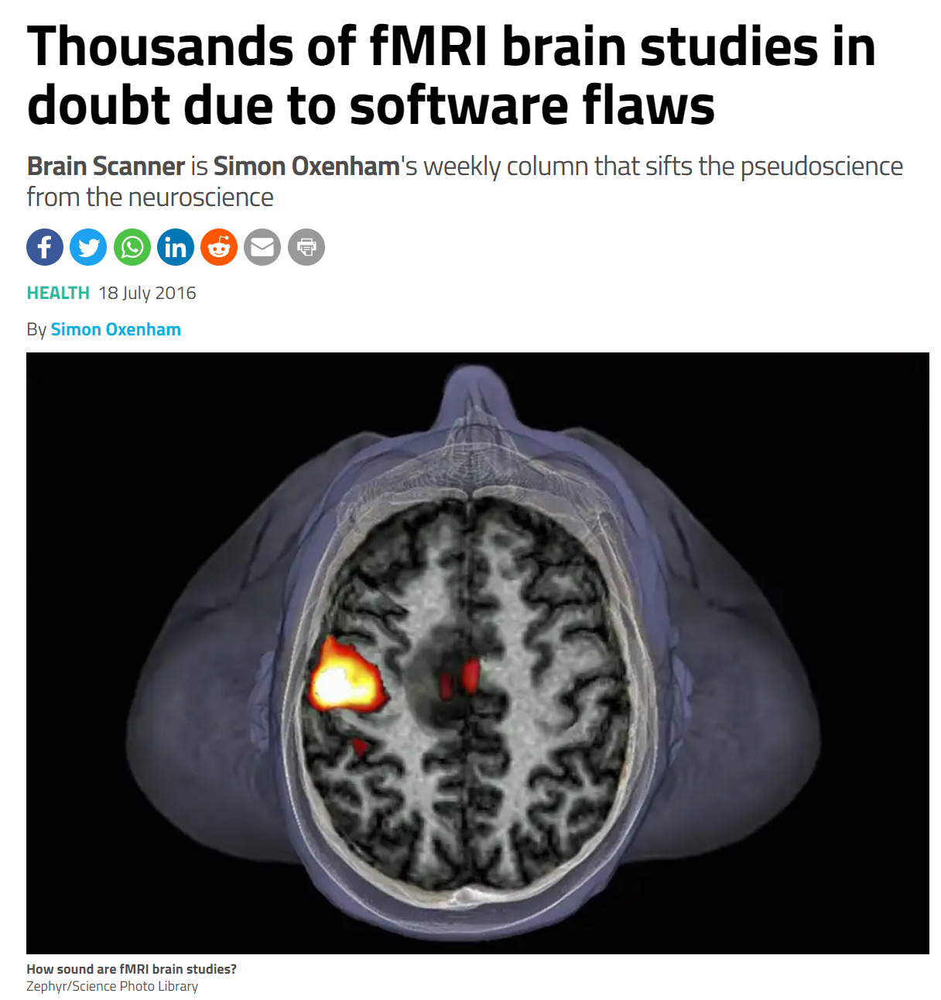 Thousands of fMRI brain studies in
doubt due to software flaws
Brain Scanner is Simon Oxenham's weekly column that sifts the pseudoscience
from the neuroscience
HEALTH 18 July 2016
By Simon Oxenham
How sound are fMRI brain studies?
Zephyr/Science Photo Library